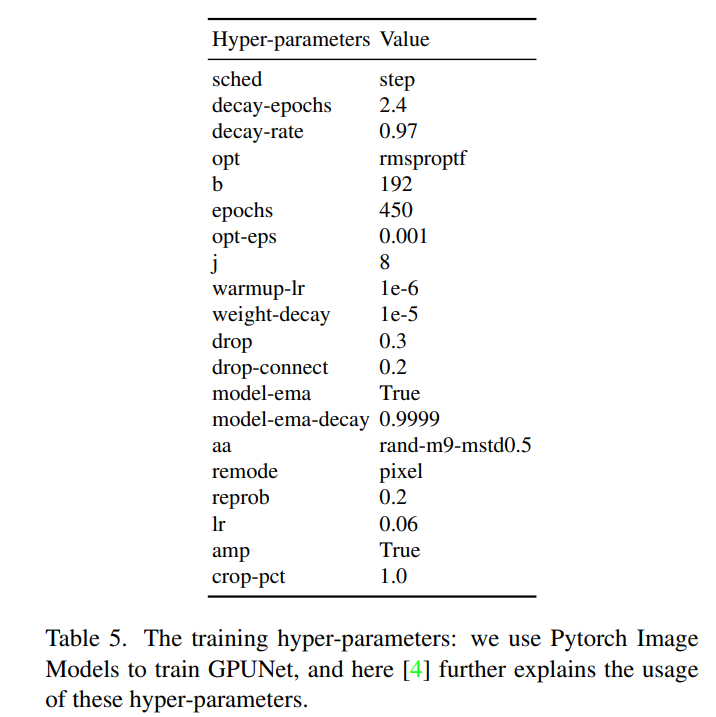 Hyper-parameters Value
sched step
decay-epochs 2.4
decay-rate 0.97
opt rmsproptf
b 192
epochs 450
opt-eps 0.001
j 8
warmup-lr 1e-6
weight-decay 1e-5
drop 0.3
drop-connect 0.2
model-ema True
model-ema-decay 0.9999
aa rand-m9-mstd0.5
remode pixel
reprob 0.2
lr 0.06
amp True
crop-pct 1.0
Table 5. The training hyper-parameters: we use Pytorch Image
Models to train GPUNet, and here [4] further explains the usage
of these hyper-parameters.